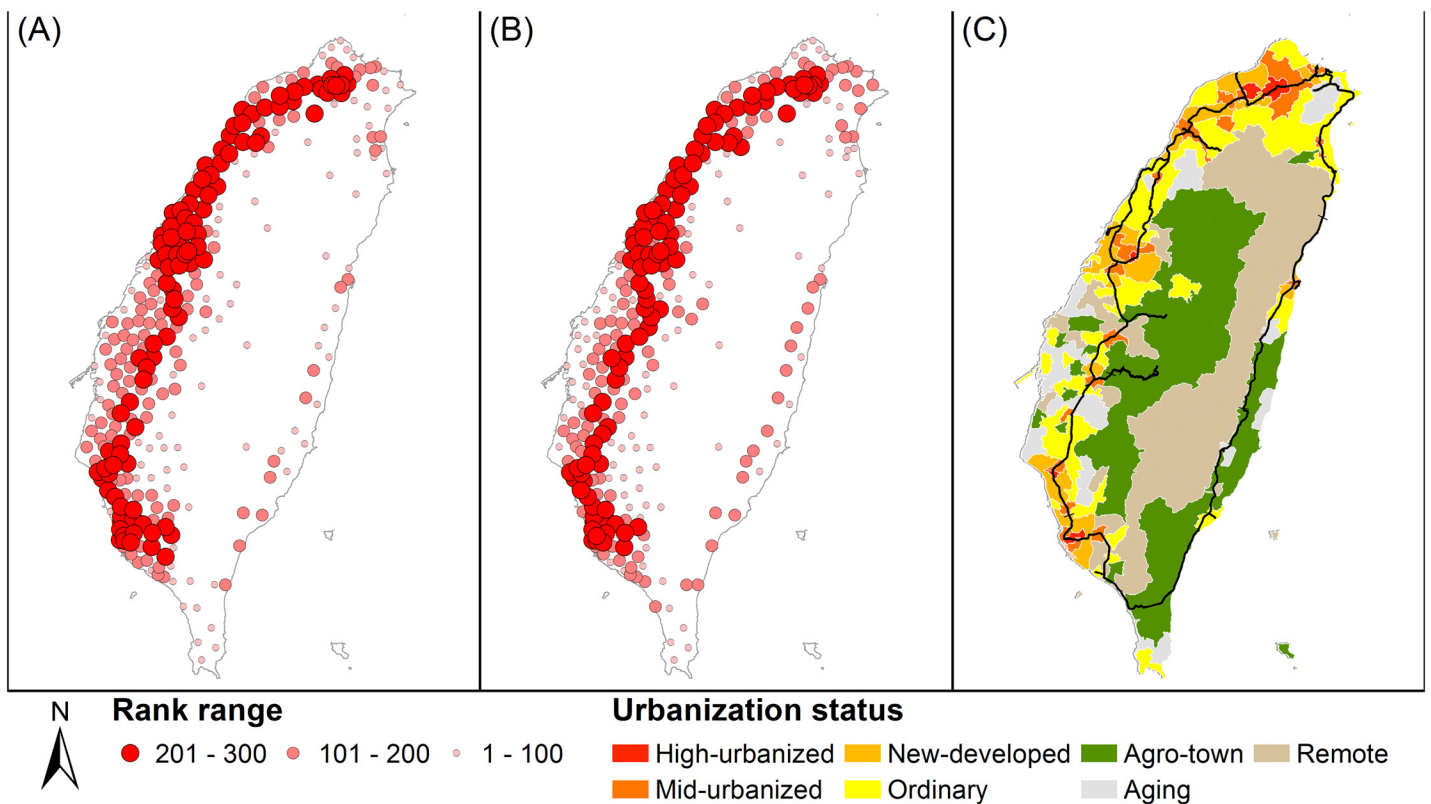 (A)
(B)
(C)
N
Rank range
201 - 300
101 - 200
1 - 100
Urbanization status
High-urbanized
New-developed
Agro-town
Remote
Mid-urbanized
Ordinary
Aging